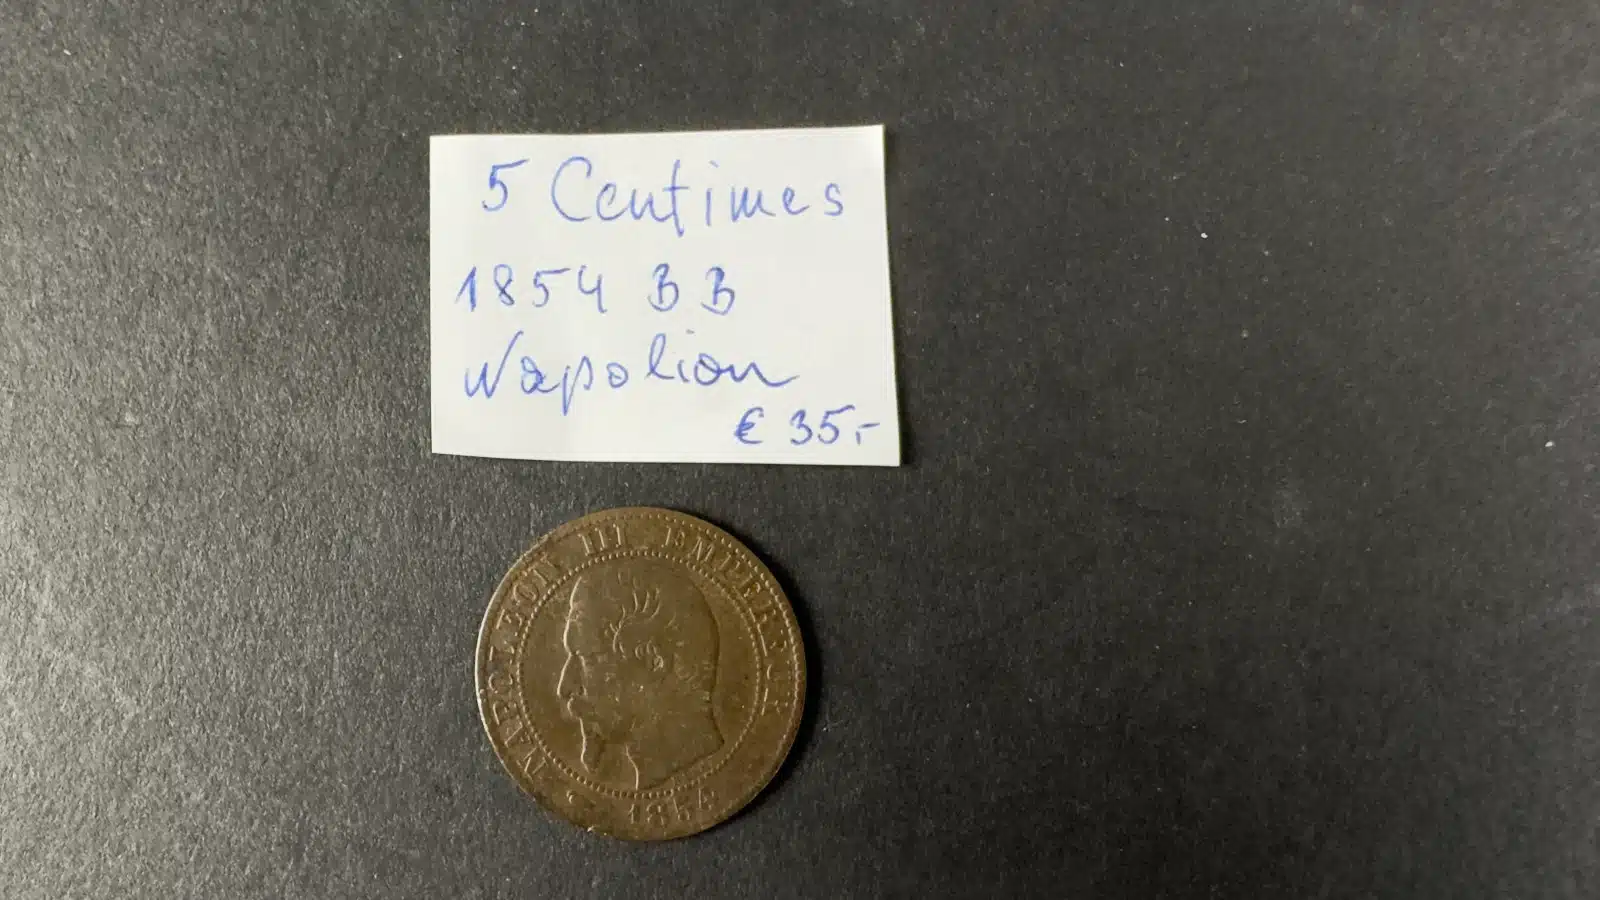 5 Centimes
1854 BB
Napolion
€ 35,-
NAPOLEON III EMPEREUR
1854